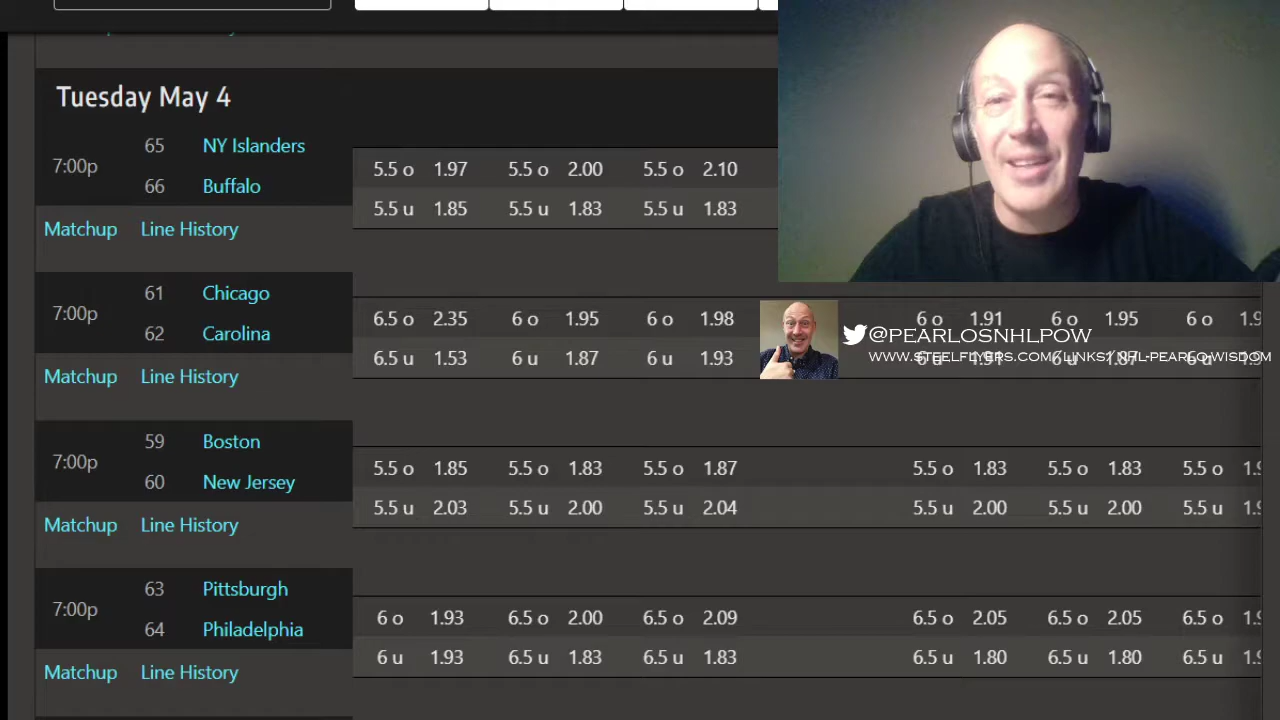 Tuesday May 4
7:00p
65 NY Islanders
66 Buffalo
5.5 o 1.97 5.5 o 2.00 5.5 o 2.10
5.5 u 1.85 5.5 u 1.83 5.5 u 1.83
Matchup Line History
7:00p
61 Chicago
62 Carolina
6.5 o 2.35 6 o 1.95 6 o 1.98 6 o 1.91 6 o 1.95 6 o
6.5 u 1.53 6 u 1.87 6 u 1.93 6 u 1.91 6 u 1.87 6 u
@PEARLOSNHLPOW
Matchup Line History
7:00p
59 Boston
60 New Jersey
5.5 o 1.85 5.5 o 1.83 5.5 o 1.87 5.5 o 1.83 5.5 o 1.83 5.5 o
5.5 u 2.03 5.5 u 2.00 5.5 u 2.04 5.5 u 2.00 5.5 u 2.00 5.5 u
Matchup Line History
7:00p
63 Pittsburgh
64 Philadelphia
6 o 1.93 6.5 o 2.00 6.5 o 2.09 6.5 o 2.05 6.5 o 2.05 6.5 o
6 u 1.93 6.5 u 1.83 6.5 u 1.83 6.5 u 1.80 6.5 u 1.80 6.5 u
Matchup Line History